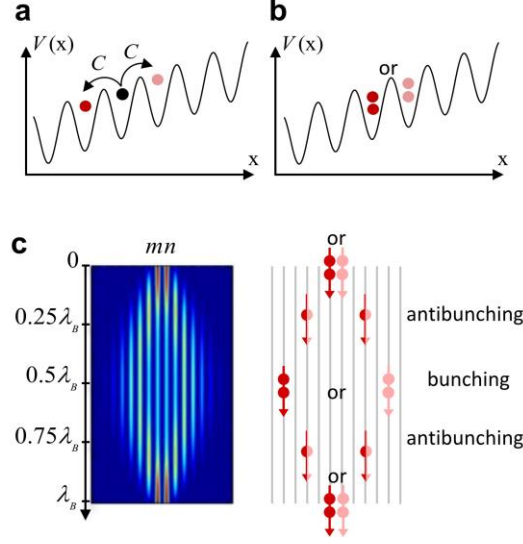 a
b
V(x)
C C
x
V(x)
or
x
c
mn
0
0.25λB
0.5λB
0.75λB
λB
or
antibunching
or
bunching
antibunching
or